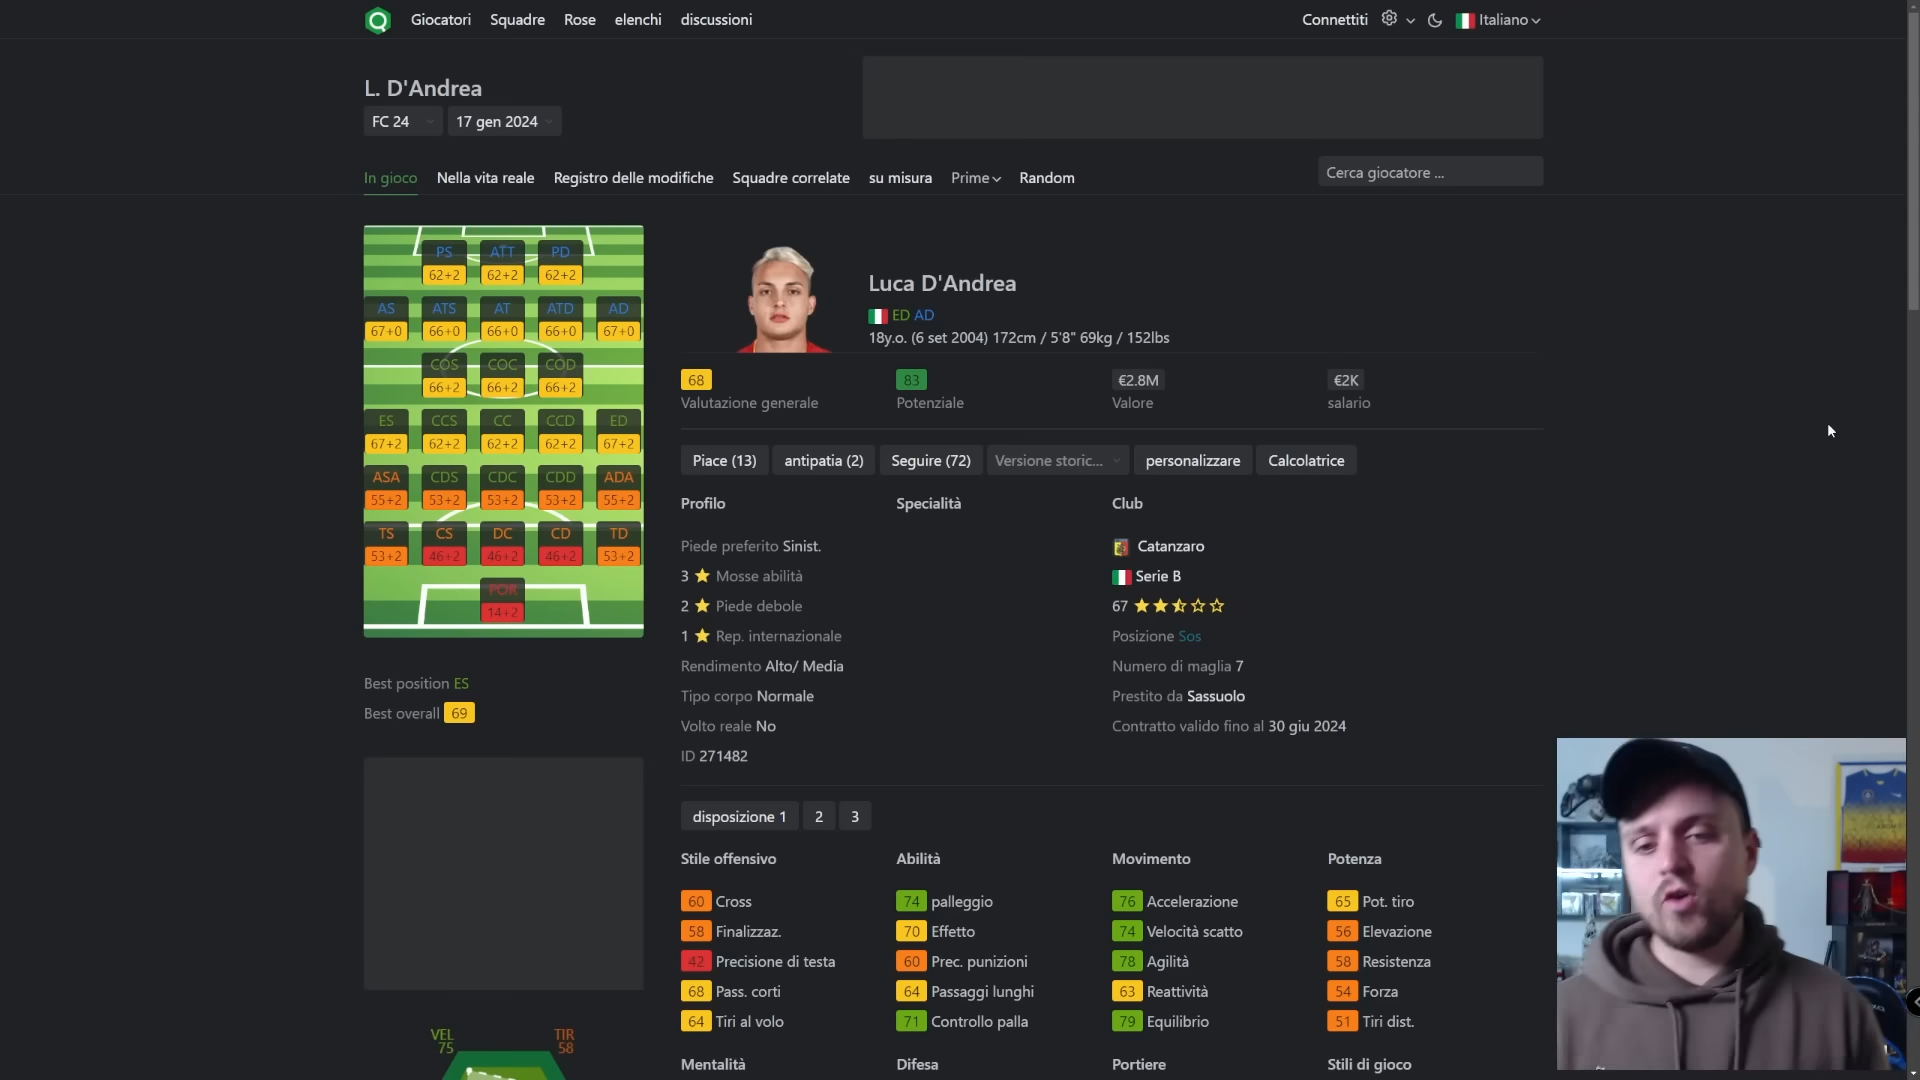 Giocatori Squadre Rose elenchi discussioni Connettiti Italiano
L. D'Andrea
FC 24 17 gen 2024
In gioco Nella vita reale Registro delle modifiche Squadre correlate su misura Prime Random Cerca giocatore ...
PS ATT PD
62+2 62+2 62+2
AS ATS AT ATD AD
67+0 66+0 66+0 66+0 67+0
COS COC COD
66+2 66+2 66+2
ES CCS CC CCD ED
67+2 62+2 62+2 62+2 67+2
ASA CDS CDC CDD ADA
55+2 53+2 53+2 53+2 55+2
TS CS DC CD TD
53+2 46+2 46+2 46+2 53+2
POR
14+2
Best position ES
Best overall 69
VEL TIR
75 58
Luca D'Andrea
ED AD
18y.o. (6 set 2004) 172cm / 5'8" 69kg / 152lbs
68 83 €2.8M €2K
Valutazione generale Potenziale Valore salario
Piace (13) antipatia (2) Seguire (72) Versione storic... personalizzare Calcolatrice
Profilo Specialità Club
Piede preferito Sinist. Catanzaro
3 Mosse abilità Serie B
2 Piede debole 67
1 Rep. internazionale Posizione Sos
Rendimento Alto/ Media Numero di maglia 7
Tipo corpo Normale Prestito da Sassuolo
Volto reale No Contratto valido fino al 30 giu 2024
ID 271482
disposizione 1 2 3
Stile offensivo Abilità Movimento Potenza
60 Cross 74 palleggio 76 Accelerazione 65 Pot. tiro
58 Finalizzaz. 70 Effetto 74 Velocità scatto 56 Elevazione
42 Precisione di testa 60 Prec. punizioni 78 Agilità 58 Resistenza
68 Pass. corti 64 Passaggi lunghi 63 Reattività 54 Forza
64 Tiri al volo 71 Controllo palla 79 Equilibrio 51 Tiri dist.
Mentalità Difesa Portiere Stili di gioco